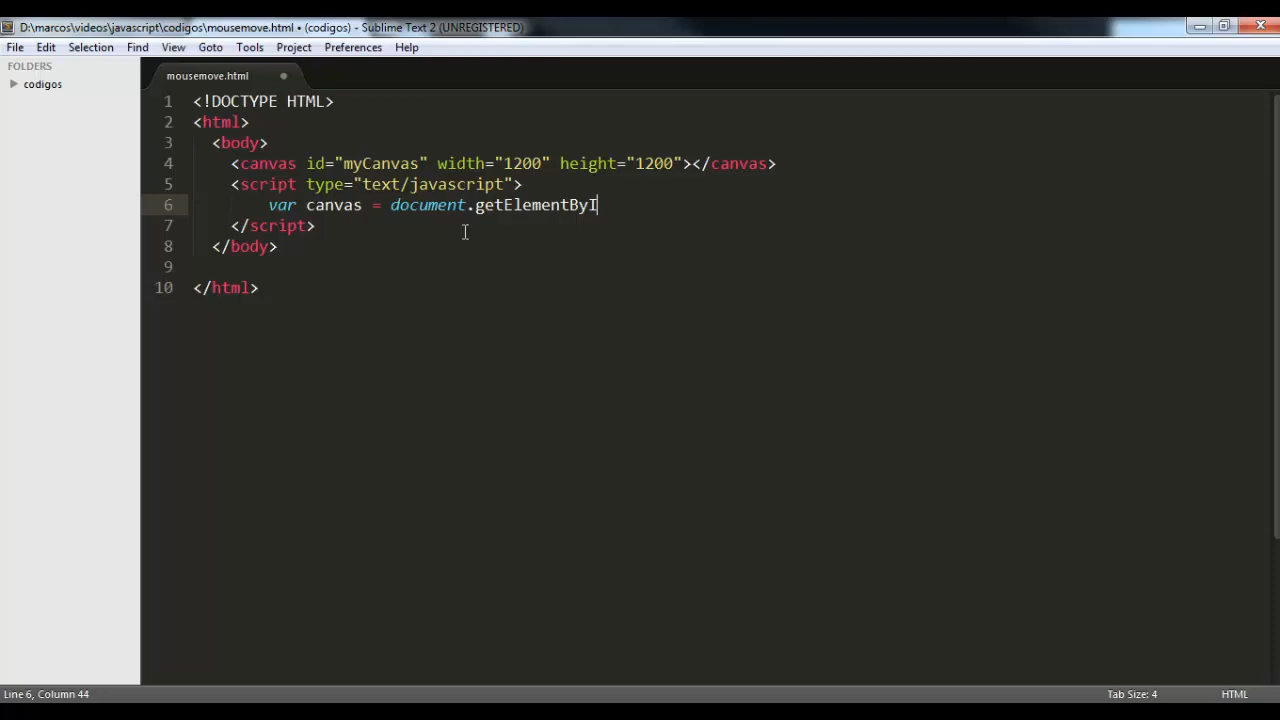 D:\marcos\videos\javascript\codigos\mousemove.html • (codigos) - Sublime Text 2 (UNREGISTERED)
File Edit Selection Find View Goto Tools Project Preferences Help
FOLDERS
codigos
mousemove.html
1 <!DOCTYPE HTML>
2 <html>
3 <body>
4 <canvas id="myCanvas" width="1200" height="1200"></canvas>
5 <script type="text/javascript">
6 var canvas = document.getElementByI
7 </script>
8 </body>
9
10 </html>
Line 6, Column 44
Tab Size: 4
HTML